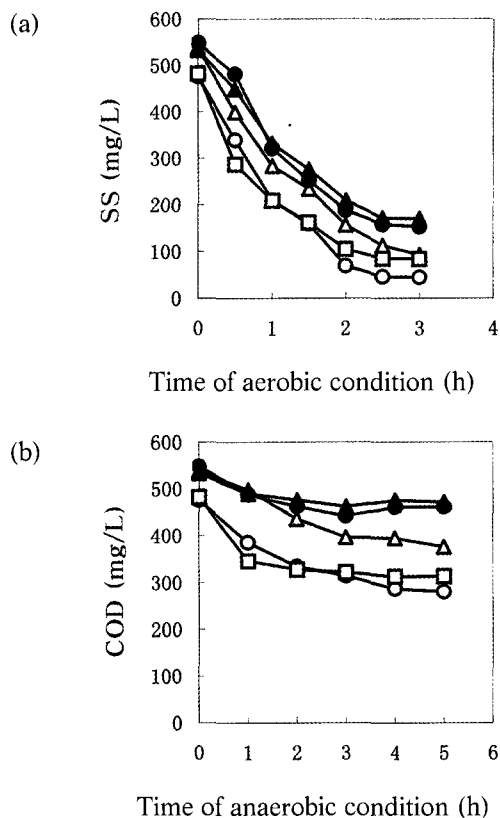 (a)
600
500
400
300
200
100
0
SS (mg/L)
0 1 2 3 4
Time of aerobic condition (h)
(b)
600
500
400
300
200
100
0
COD (mg/L)
0 1 2 3 4 5 6
Time of anaerobic condition (h)